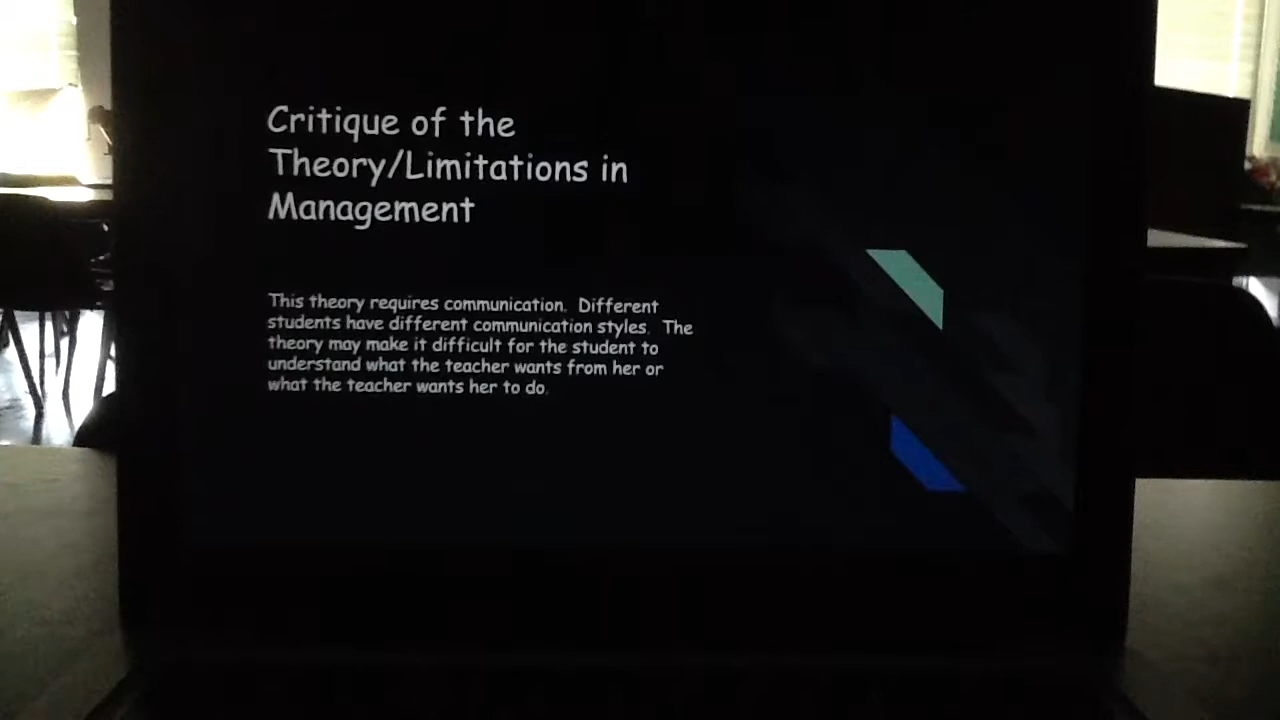 Critique of the
Theory/Limitations in
Management
This theory requires communication.  Different
students have different communication styles.  The
theory may make it difficult for the student to
understand what the teacher wants from her or
what the teacher wants her to do.